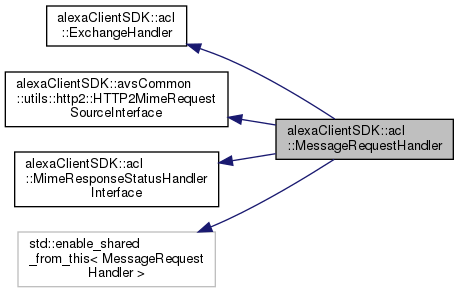 alexaClientSDK::acl
::ExchangeHandler
alexaClientSDK::avsCommon
::utils::http2::HTTP2MimeRequest
SourceInterface
alexaClientSDK::acl
::MessageRequestHandler
alexaClientSDK::acl
::MimeResponseStatusHandler
Interface
std::enable_shared
_from_this< MessageRequest
Handler >